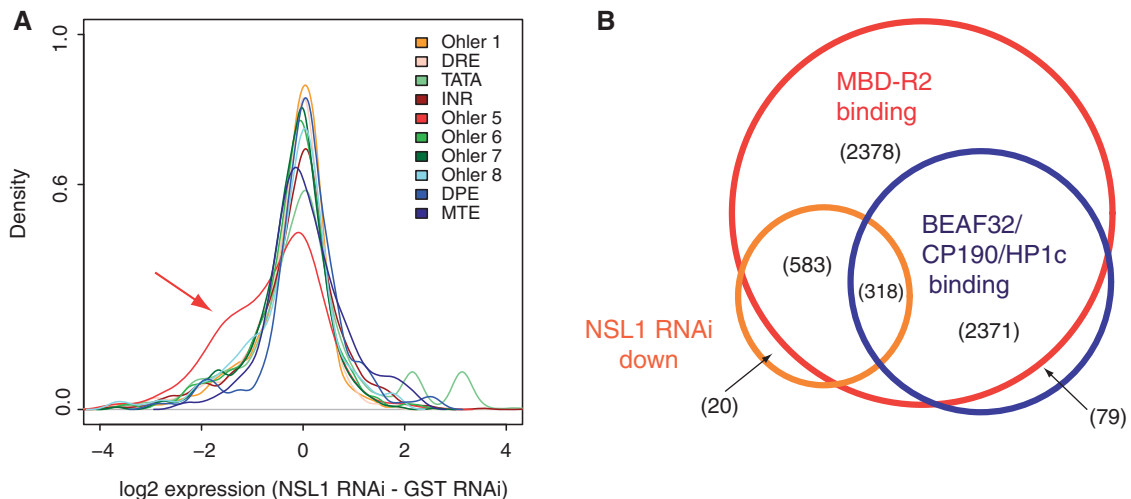 A
1.0
0.6
0.0
Density
Ohler 1
DRE
TATA
INR
Ohler 5
Ohler 6
Ohler 7
Ohler 8
DPE
MTE
−4
−2
0
2
4
log2 expression (NSL1 RNAi - GST RNAi)
B
MBD-R2
binding
(2378)
BEAF32/
CP190/HP1c
binding
(583)
(318)
(2371)
NSL1 RNAi
down
(20)
(79)